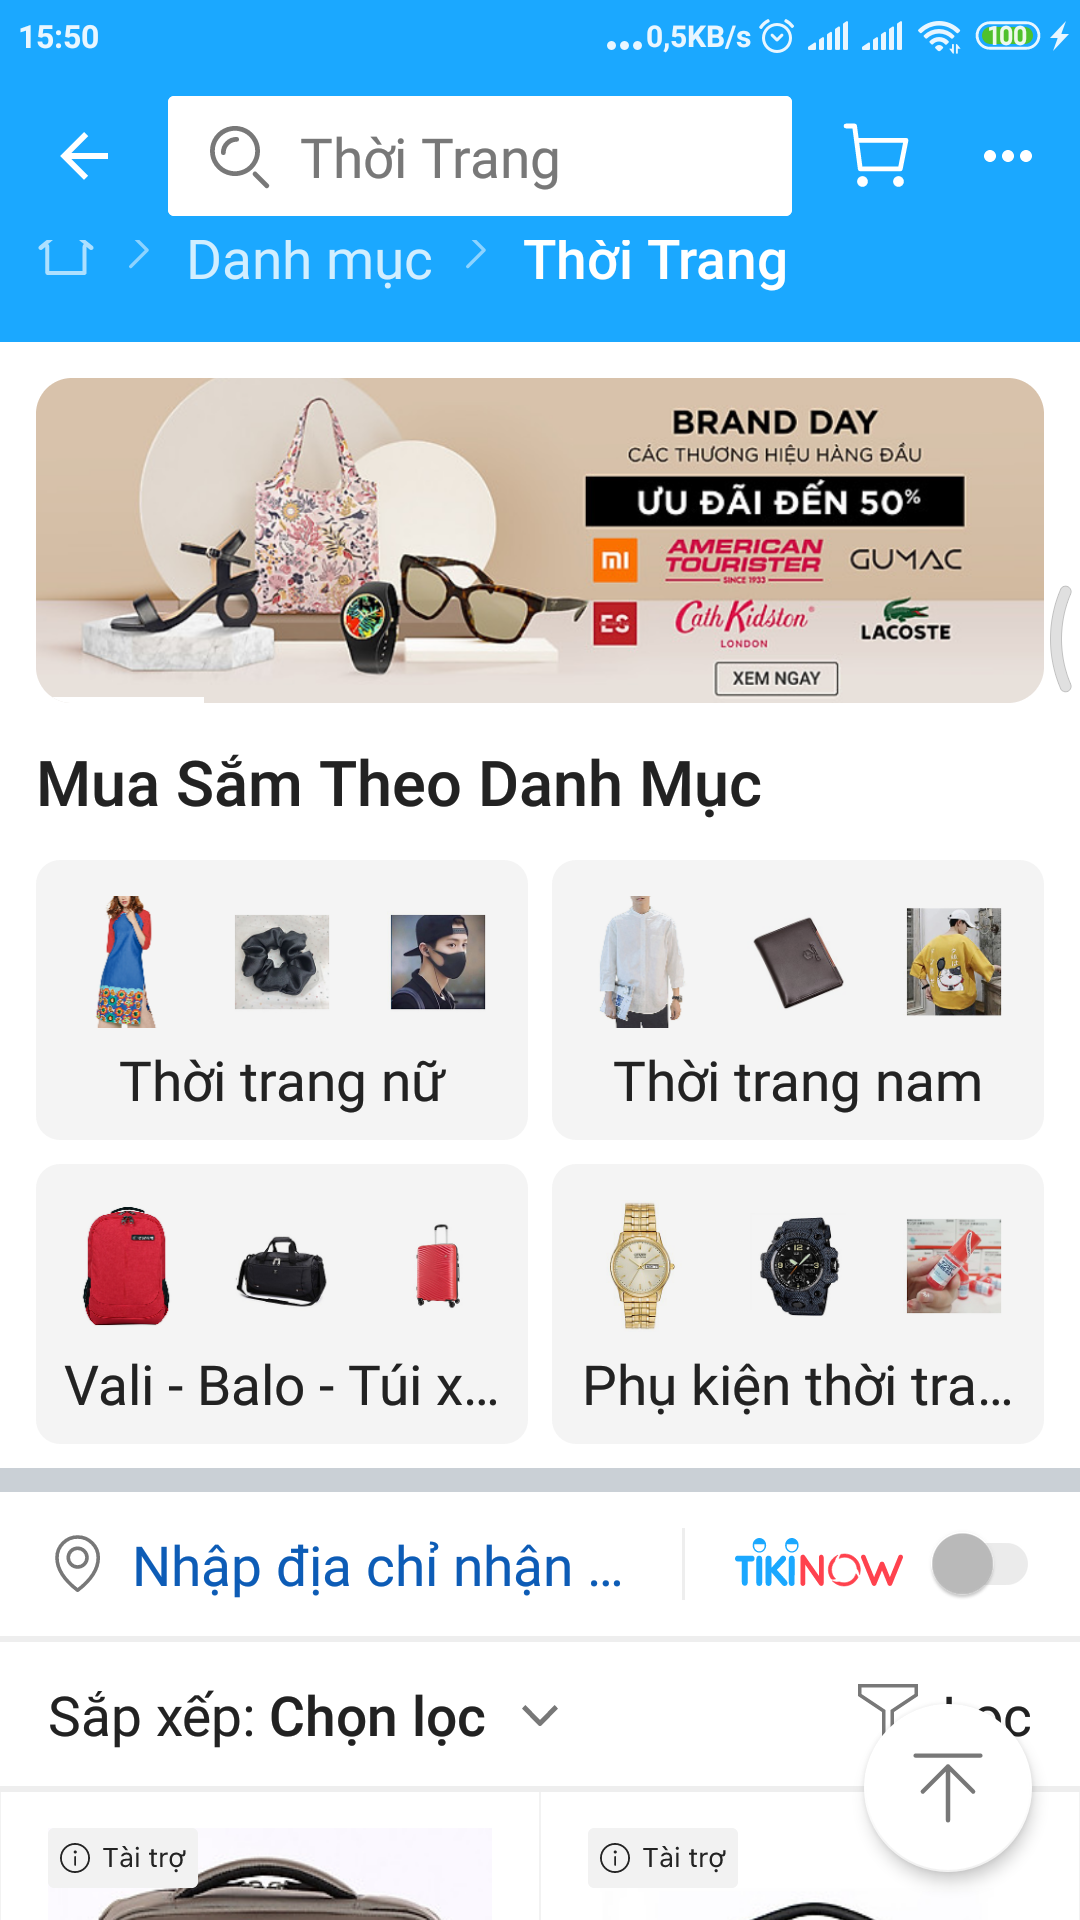 15:50
...0,5KB/s
100
Thời Trang
Danh mục
Thời Trang
BRAND DAY
CÁC THƯƠNG HIỆU HÀNG ĐẦU
ƯU ĐÃI ĐẾN 50%
mi AMERICAN TOURISTER GUMAC
SINCE 1933
ES Cath Kidston® LACOSTE
LONDON
XEM NGAY
Mua Sắm Theo Danh Mục
Thời trang nữ
Thời trang nam
Vali - Balo - Túi x...
Phụ kiện thời tra...
Nhập địa chỉ nhận ...
TIKINOW
Sắp xếp: Chọn lọc
Tài trợ
Tài trợ